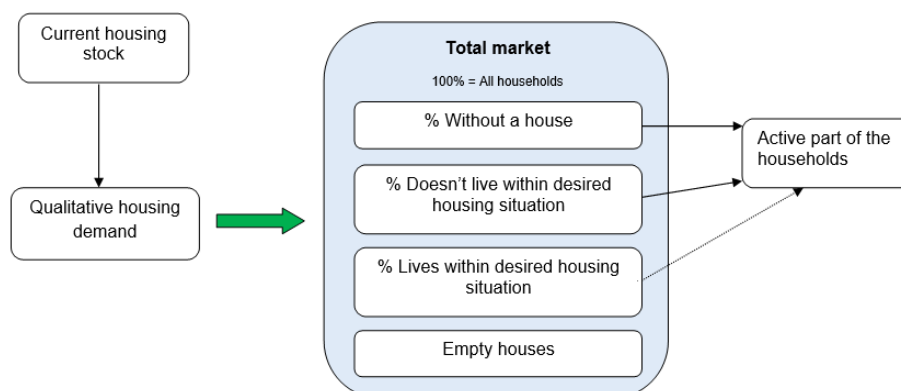 Current housing
stock
Qualitative housing
demand
Total market
100% = All households
% Without a house
% Doesn't live within desired
housing situation
% Lives within desired housing
situation
Empty houses
Active part of the
households